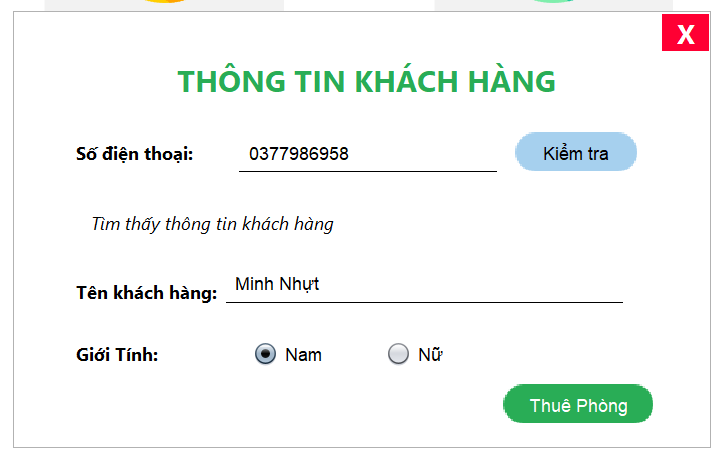 X
THÔNG TIN KHÁCH HÀNG
Số điện thoại: 0377986958 Kiểm tra
Tìm thấy thông tin khách hàng
Tên khách hàng: Minh Nhựt
Giới Tính: Nam Nữ
Thuê Phòng